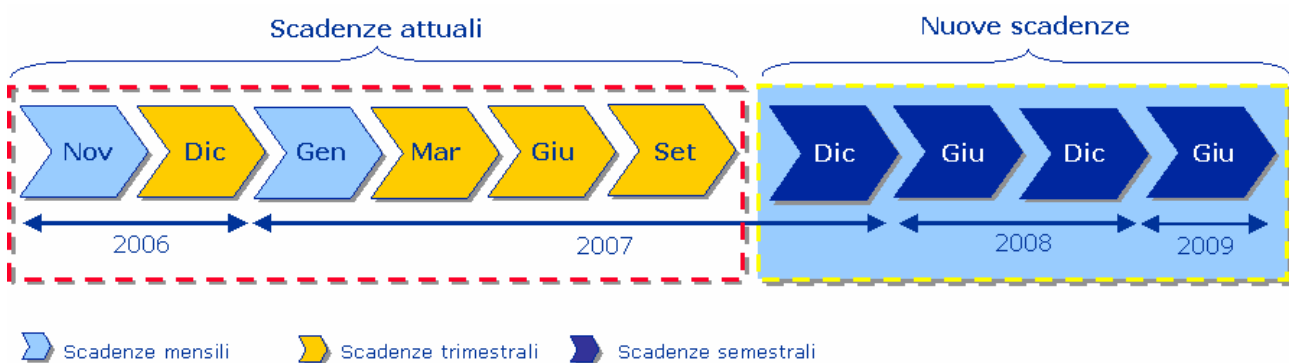 Scadenze attuali
Nuove scadenze
Nov Dic Gen Mar Giu Set Dic Giu Dic Giu
2006 2007 2008 2009
Scadenze mensili Scadenze trimestrali Scadenze semestrali